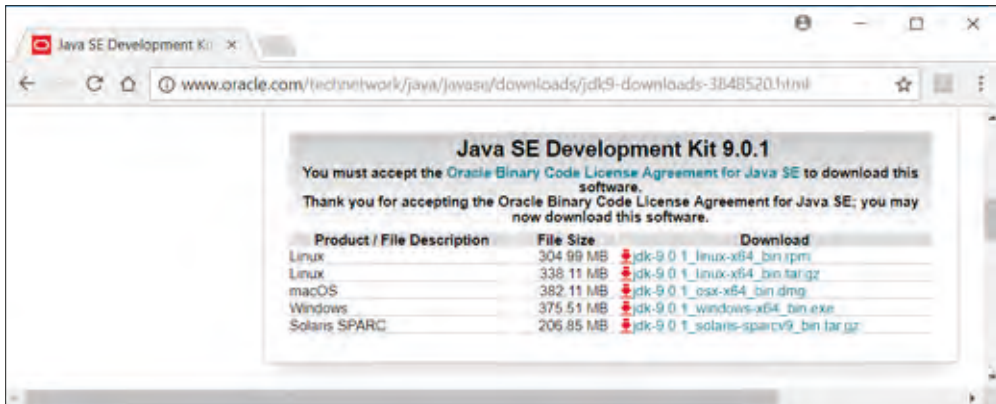 Java SE Development Ki
www.oracle.com/technetwork/java/javase/downloads/jdk9-downloads-3848520.html
Java SE Development Kit 9.0.1
You must accept the Oracle Binary Code License Agreement for Java SE to download this
software.
Thank you for accepting the Oracle Binary Code License Agreement for Java SE; you may
now download this software.
Product / File Description File Size Download
Linux 304.99 MB jdk-9.0.1_linux-x64_bin.rpm
Linux 338.11 MB jdk-9.0.1_linux-x64_bin.tar.gz
macOS 382.11 MB jdk-9.0.1_osx-x64_bin.dmg
Windows 375.51 MB jdk-9.0.1_windows-x64_bin.exe
Solaris SPARC 206.85 MB jdk-9.0.1_solaris-sparcv9_bin.tar.gz